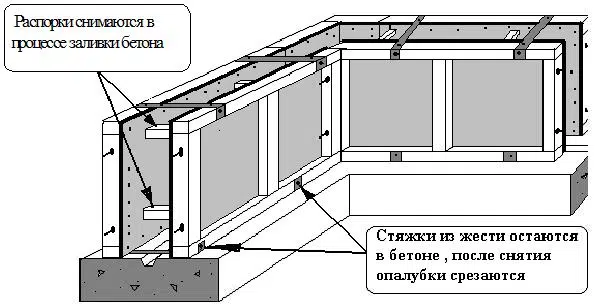 Распорки снимаются в
процессе заливки бетона
Стяжки из жести остаются
в бетоне , после снятия
опалубки срезаются